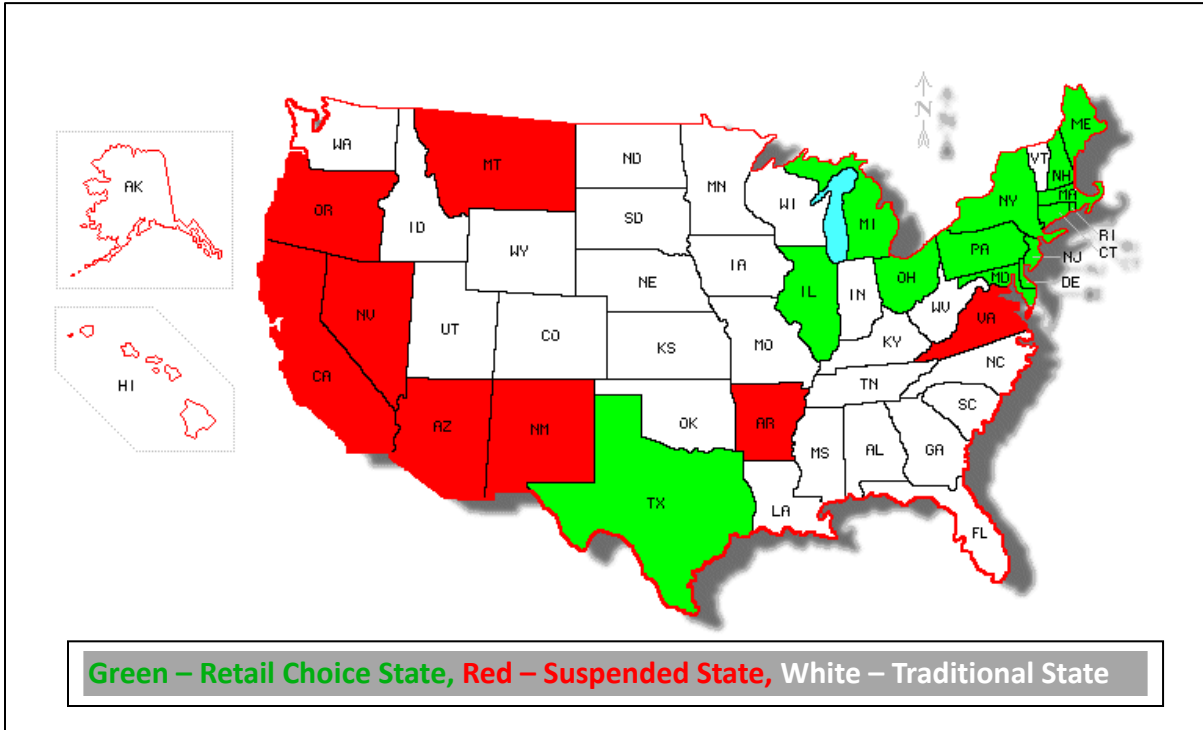 N
ME
WA
VT
MT
ND
NH
AK
MN
MA
OR
NY
WI
ID
SD
MI
RI
CT
WY
PA
NJ
IA
OH
NE
MD
DE
IL
IN
NV
WV
UT
VA
CO
MO
KS
KY
HI
NC
CA
TN
SC
OK
AR
AZ
NM
GA
AL
MS
TX
LA
FL
Green – Retail Choice State, Red – Suspended State, White – Traditional State